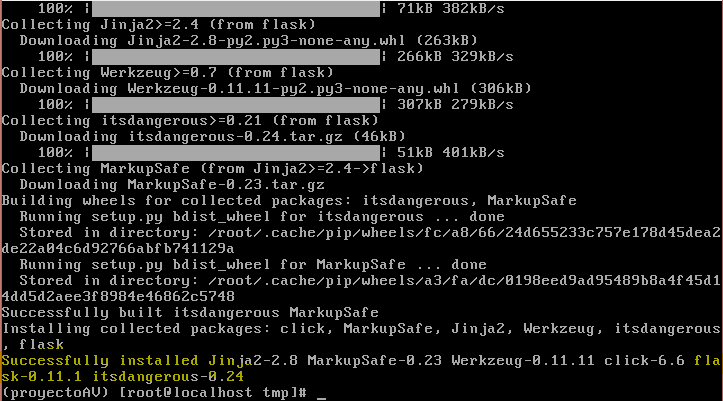 100% |████████████████████████████████| 71kB 382kB/s
Collecting Jinja2>=2.4 (from flask)
Downloading Jinja2-2.8-py2.py3-none-any.whl (263kB)
100% |████████████████████████████████| 266kB 329kB/s
Collecting Werkzeug>=0.7 (from flask)
Downloading Werkzeug-0.11.11-py2.py3-none-any.whl (306kB)
100% |████████████████████████████████| 307kB 279kB/s
Collecting itsdangerous>=0.21 (from flask)
Downloading itsdangerous-0.24.tar.gz (46kB)
100% |████████████████████████████████| 51kB 401kB/s
Collecting MarkupSafe (from Jinja2>=2.4->flask)
Downloading MarkupSafe-0.23.tar.gz
Building wheels for collected packages: itsdangerous, MarkupSafe
Running setup.py bdist_wheel for itsdangerous ... done
Stored in directory: /root/.cache/pip/wheels/fc/a8/66/24d655233c757e178d45dea2
de22a04c6d92766abfb741129a
Running setup.py bdist_wheel for MarkupSafe ... done
Stored in directory: /root/.cache/pip/wheels/a3/fa/dc/0198eed9ad95489b8a4f45d1
4dd5d2aee3f8984e46862c5748
Successfully built itsdangerous MarkupSafe
Installing collected packages: click, MarkupSafe, Jinja2, Werkzeug, itsdangerous
, flask
Successfully installed Jinja2-2.8 MarkupSafe-0.23 Werkzeug-0.11.11 click-6.6 fla
sk-0.11.1 itsdangerous-0.24
(proyectoAV) [root@localhost tmpl# _